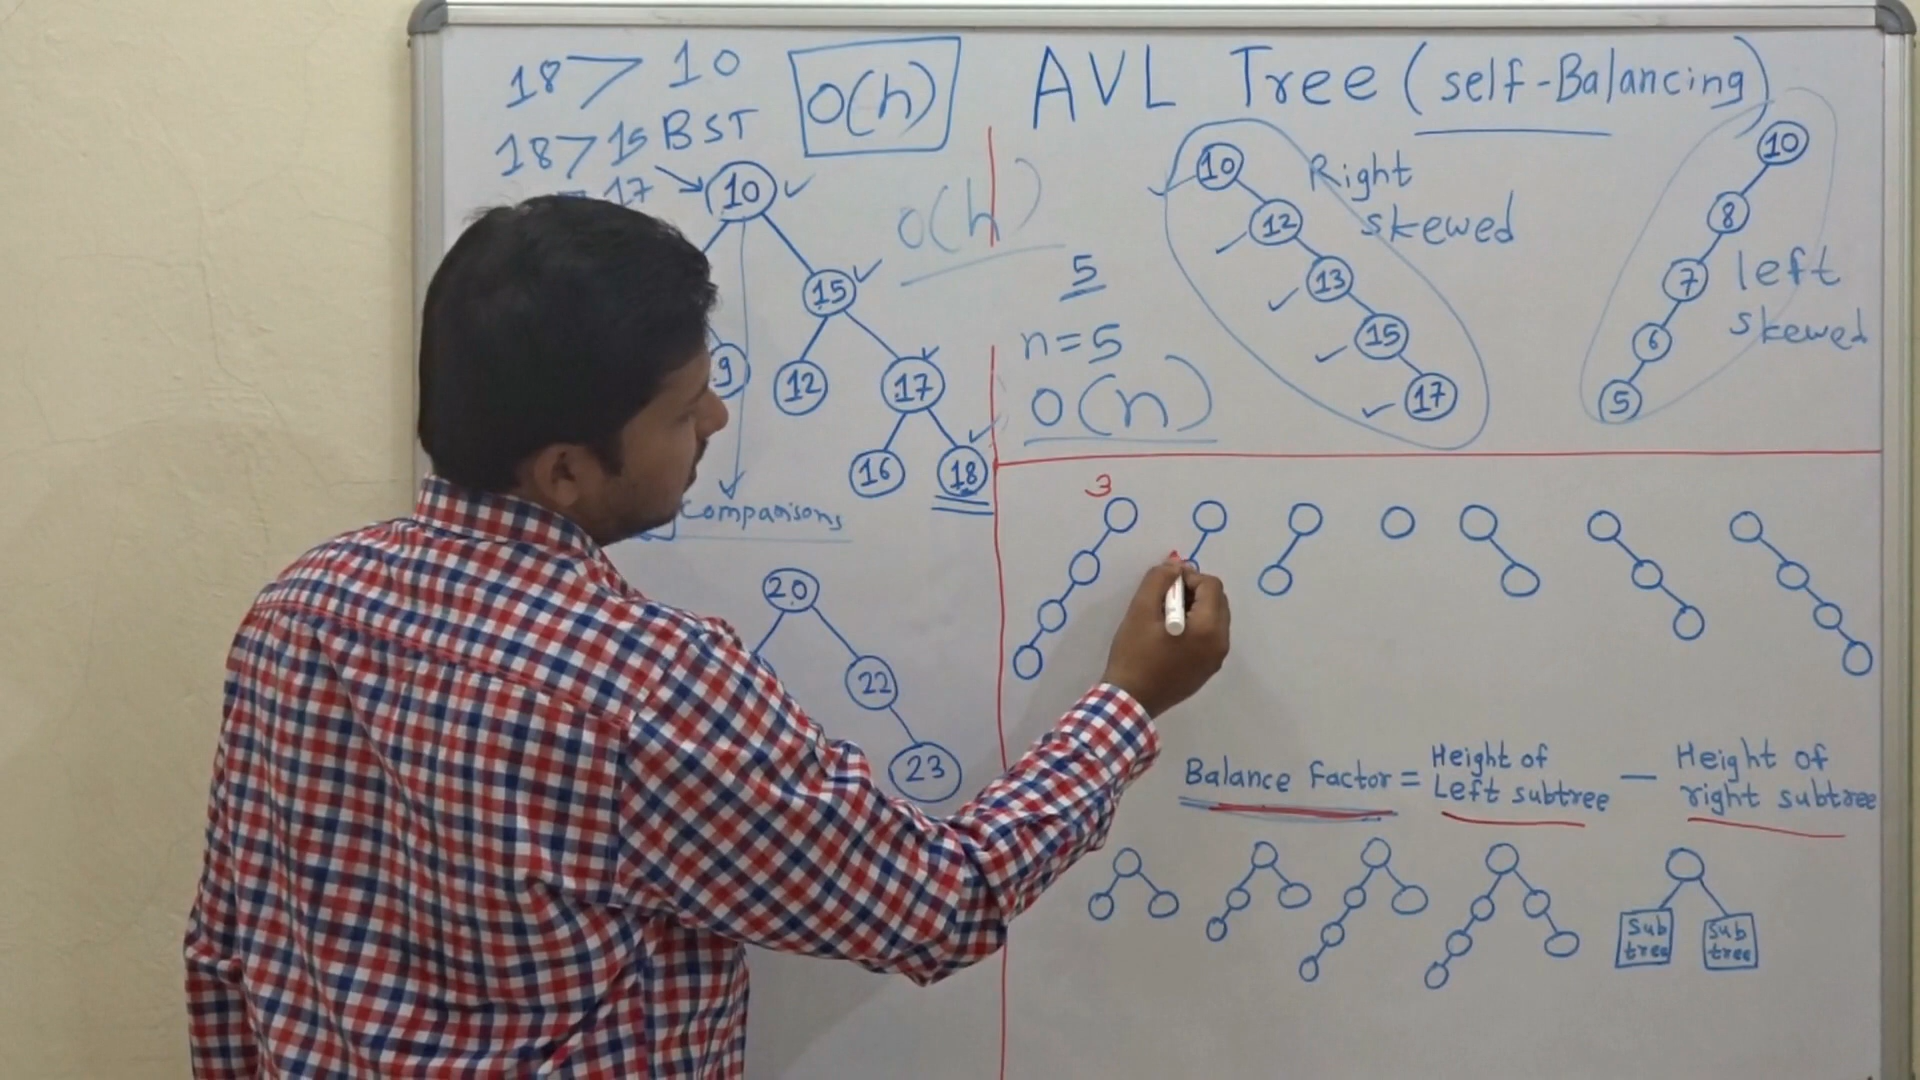 18 > 10
18 > 15
= 17
BST
O(h)
10
15
9
12
17
16
18
comparisons
20
22
23
O(h)
AVL Tree (self-Balancing)
10
12
13
15
17
Right
skewed
10
8
7
6
5
left
skewed
5
n=5
O(n)
3
Balance Factor = Height of Left subtree − Height of right subtree
Sub
tree
Sub
tree